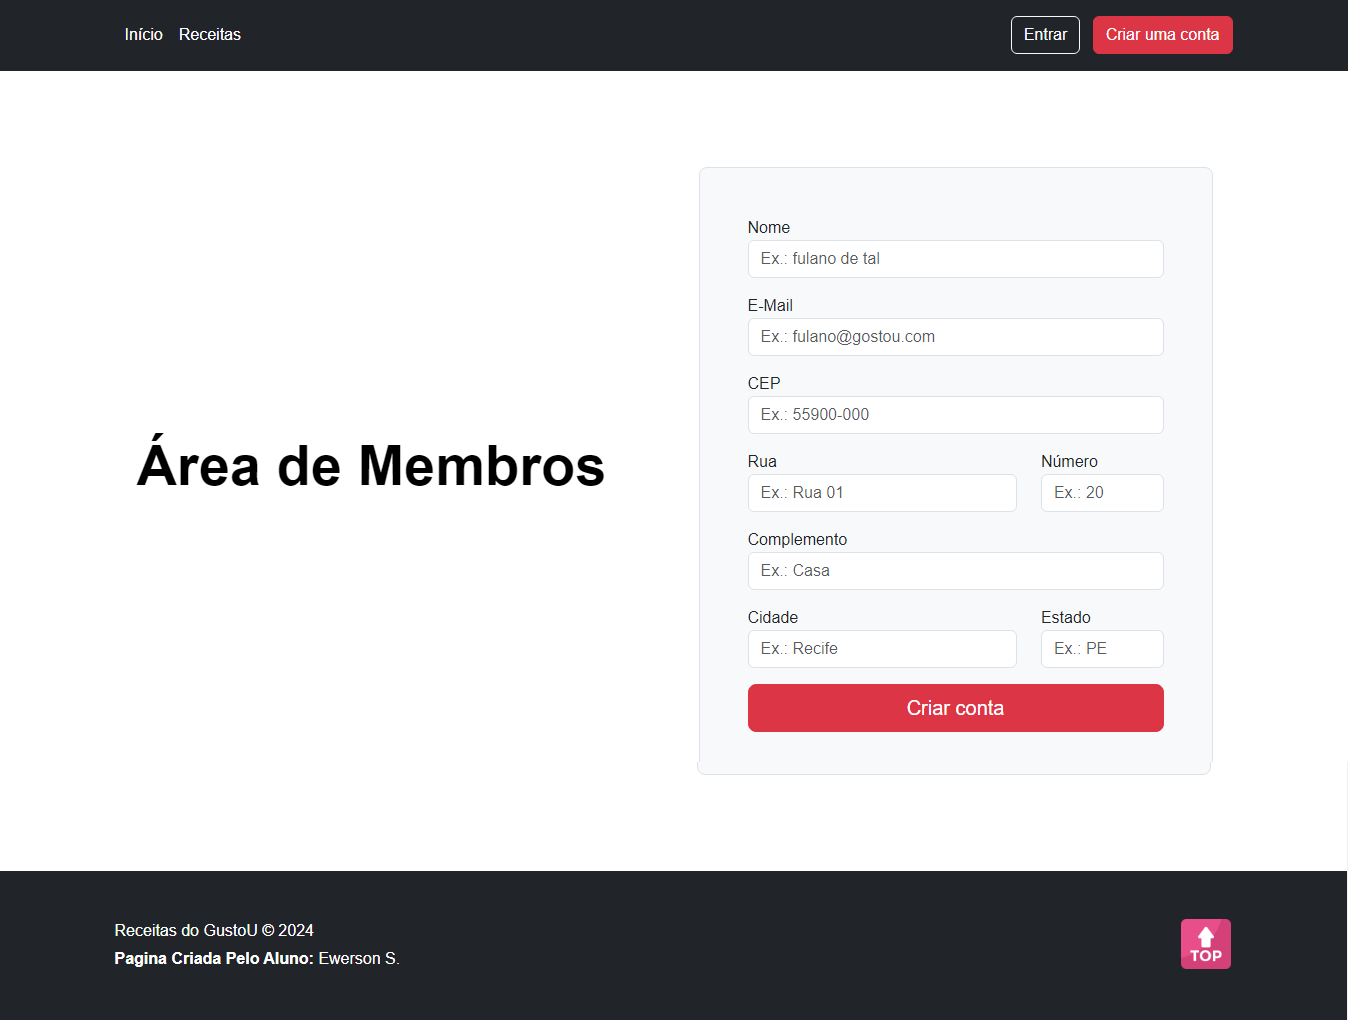 Início Receitas Entrar Criar uma conta
Área de Membros
Nome
Ex.: fulano de tal
E-Mail
Ex.: fulano@gostou.com
CEP
Ex.: 55900-000
Rua Número
Ex.: Rua 01 Ex.: 20
Complemento
Ex.: Casa
Cidade Estado
Ex.: Recife Ex.: PE
Criar conta
Receitas do GustoU © 2024
Pagina Criada Pelo Aluno: Ewerson S.
TOP